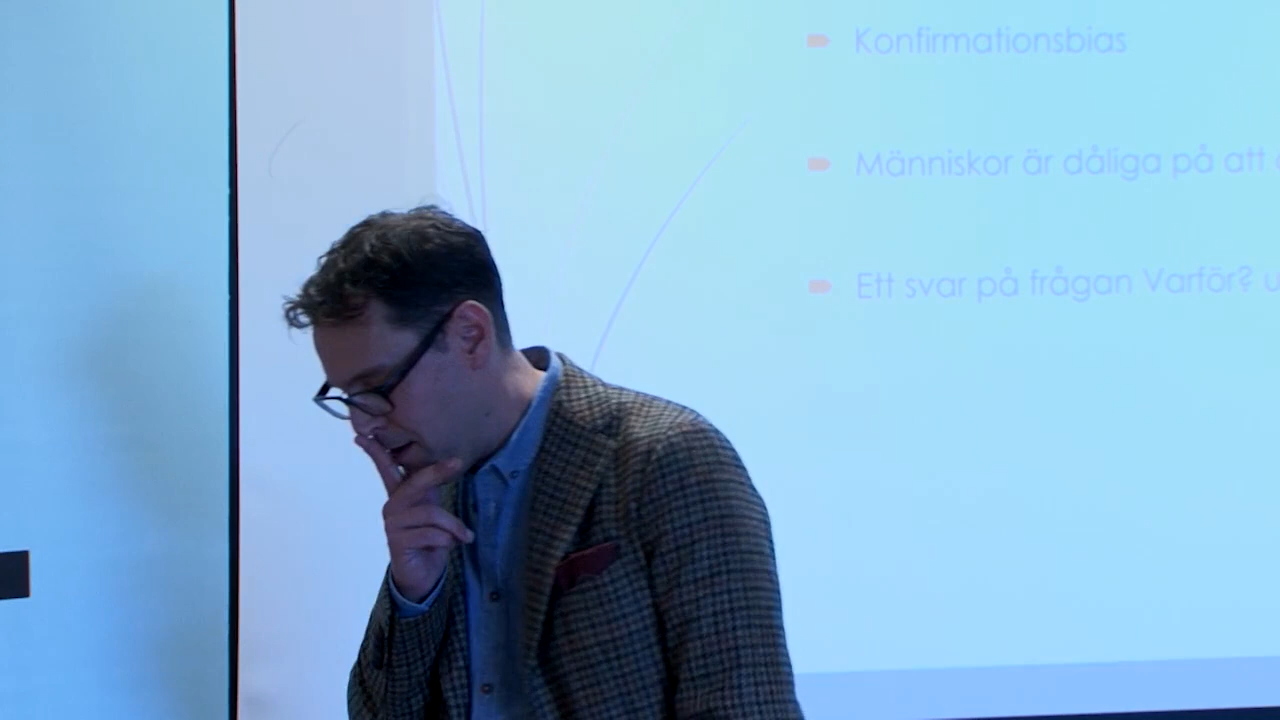 Konfirmationsbias
Människor är dåliga på att
Ett svar på frågan Varför?